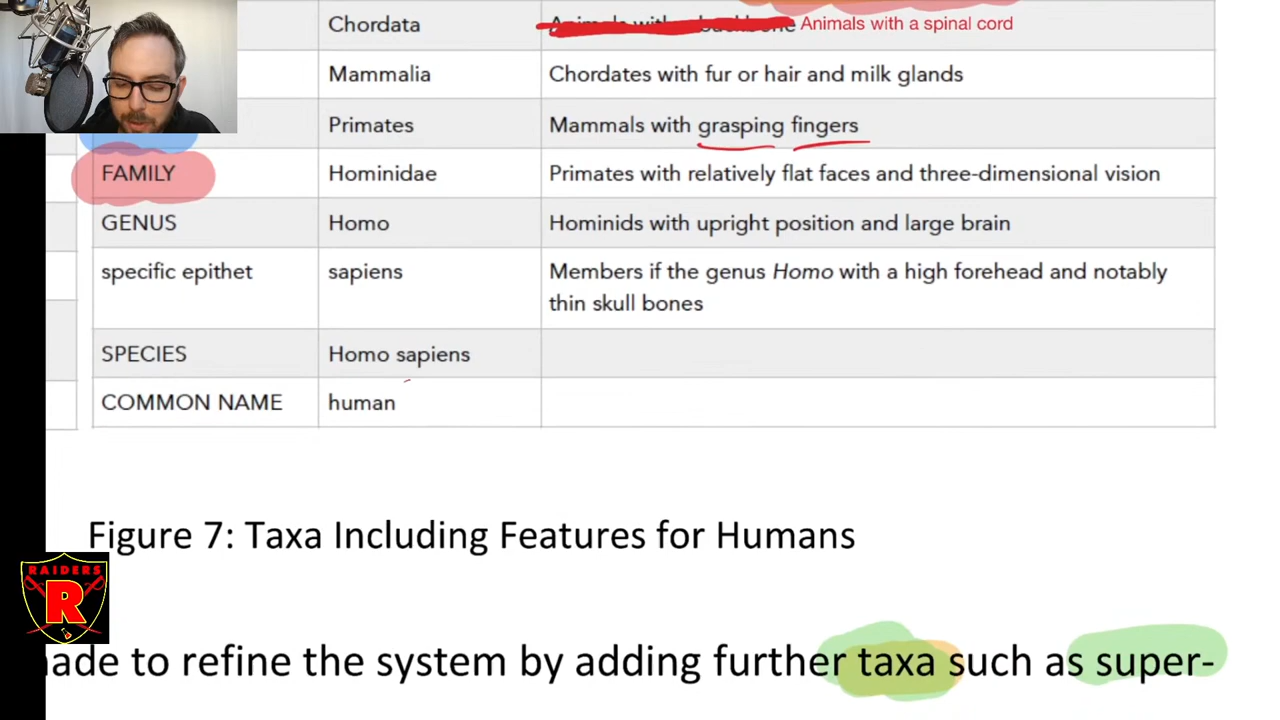 Chordata Animals with a backbone Animals with a spinal cord
Mammalia Chordates with fur or hair and milk glands
Primates Mammals with grasping fingers
FAMILY Hominidae Primates with relatively flat faces and three-dimensional vision
GENUS Homo Hominids with upright position and large brain
specific epithet sapiens Members if the genus Homo with a high forehead and notably
thin skull bones
SPECIES Homo sapiens
COMMON NAME human
Figure 7: Taxa Including Features for Humans
RAIDERS
R
made to refine the system by adding further taxa such as super-